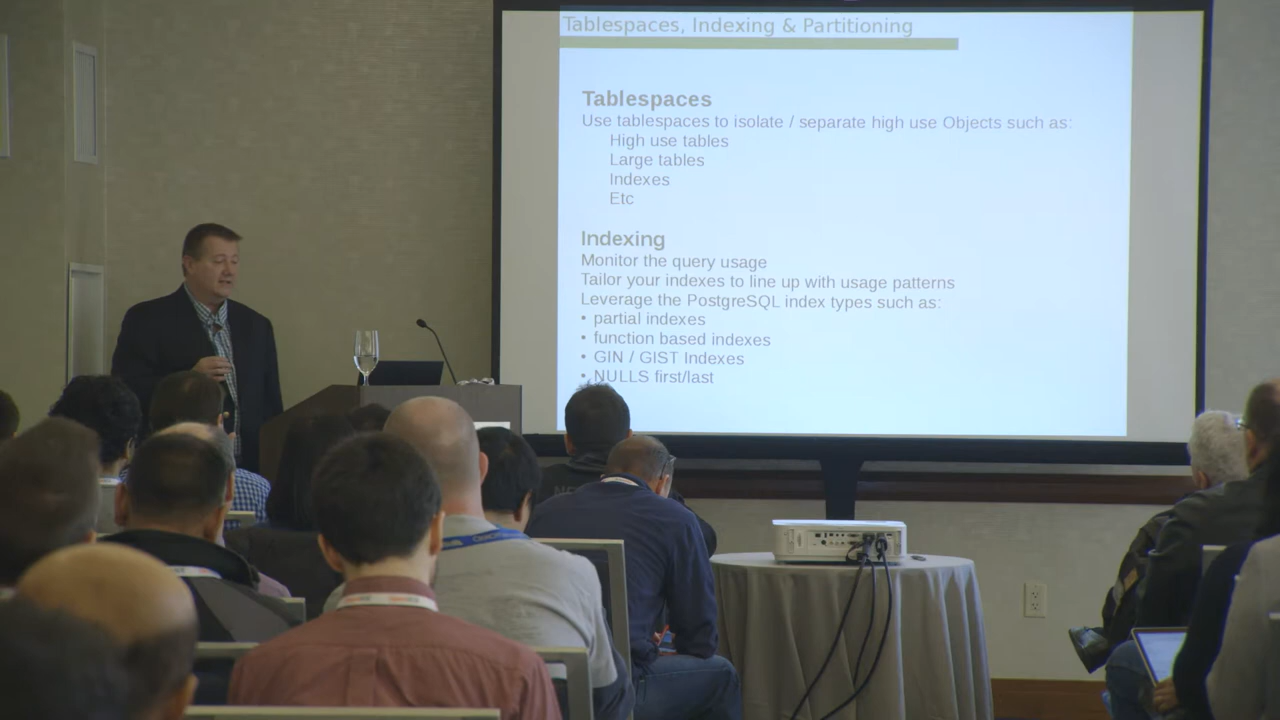 Tablespaces, Indexing & Partitioning
Tablespaces
Use tablespaces to isolate / separate high use Objects such as:
High use tables
Large tables
Indexes
Etc
Indexing
Monitor the query usage
Tailor your indexes to line up with usage patterns
Leverage the PostgreSQL index types such as:
• partial indexes
• function based indexes
• GIN / GIST Indexes
• NULLS first/last